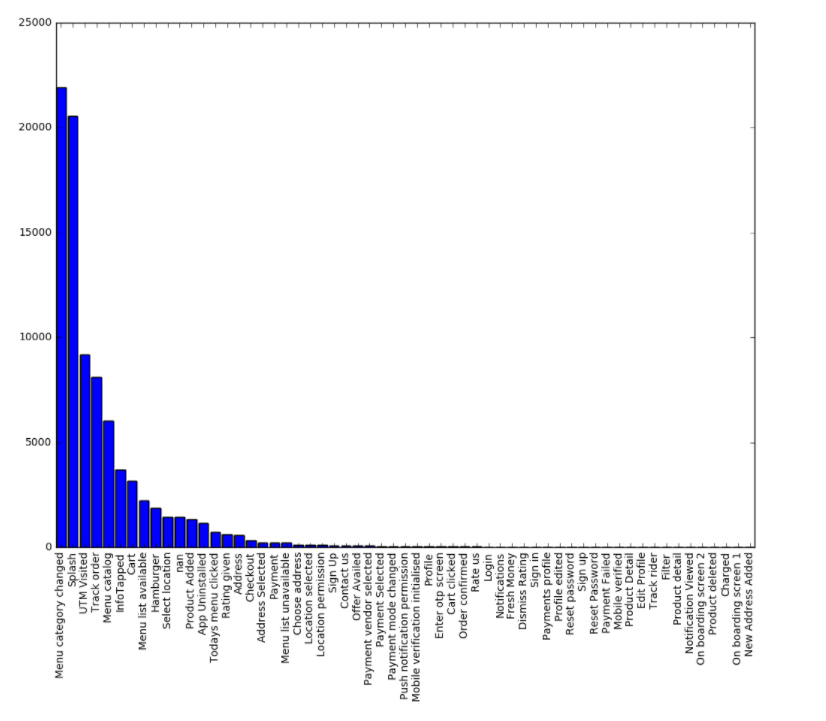 25000
20000
15000
10000
5000
0
Menu category changed
Splash
UTM Visited
Track order
Menu catalog
InfoTapped
Cart
Menu list available
Hamburger
Select location
nan
Product Added
App Uninstalled
Todays menu clicked
Rating given
Address
Checkout
Address Selected
Payment
Menu list unavailable
Choose address
Location selected
Location permission
Sign Up
Contact us
Offer Availed
Payment vendor selected
Payment Selected
Payment mode changed
Push notification permission
Mobile verification initialised
Profile
Enter otp screen
Cart clicked
Order confirmed
Rate us
Login
Notifications
Fresh Money
Dismiss Rating
Sign in
Payments profile
Profile edited
Reset password
Sign up
Reset Password
Payment Failed
Mobile verified
Product Detail
Edit Profile
Track rider
Filter
Product detail
Notification Viewed
On boarding screen 2
Product deleted
Charged
On boarding screen 1
New Address Added